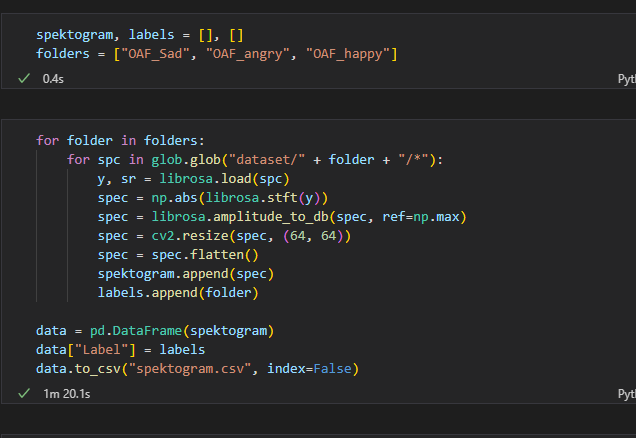 spektogram, labels = [], []
folders = ["OAF_Sad", "OAF_angry", "OAF_happy"]
✓ 0.4s
Pyt
for folder in folders:
    for spc in glob.glob("dataset/" + folder + "/*"):
        y, sr = librosa.load(spc)
        spec = np.abs(librosa.stft(y))
        spec = librosa.amplitude_to_db(spec, ref=np.max)
        spec = cv2.resize(spec, (64, 64))
        spec = spec.flatten()
        spektogram.append(spec)
        labels.append(folder)

data = pd.DataFrame(spektogram)
data["Label"] = labels
data.to_csv("spektogram.csv", index=False)
✓ 1m 20.1s
Pyt